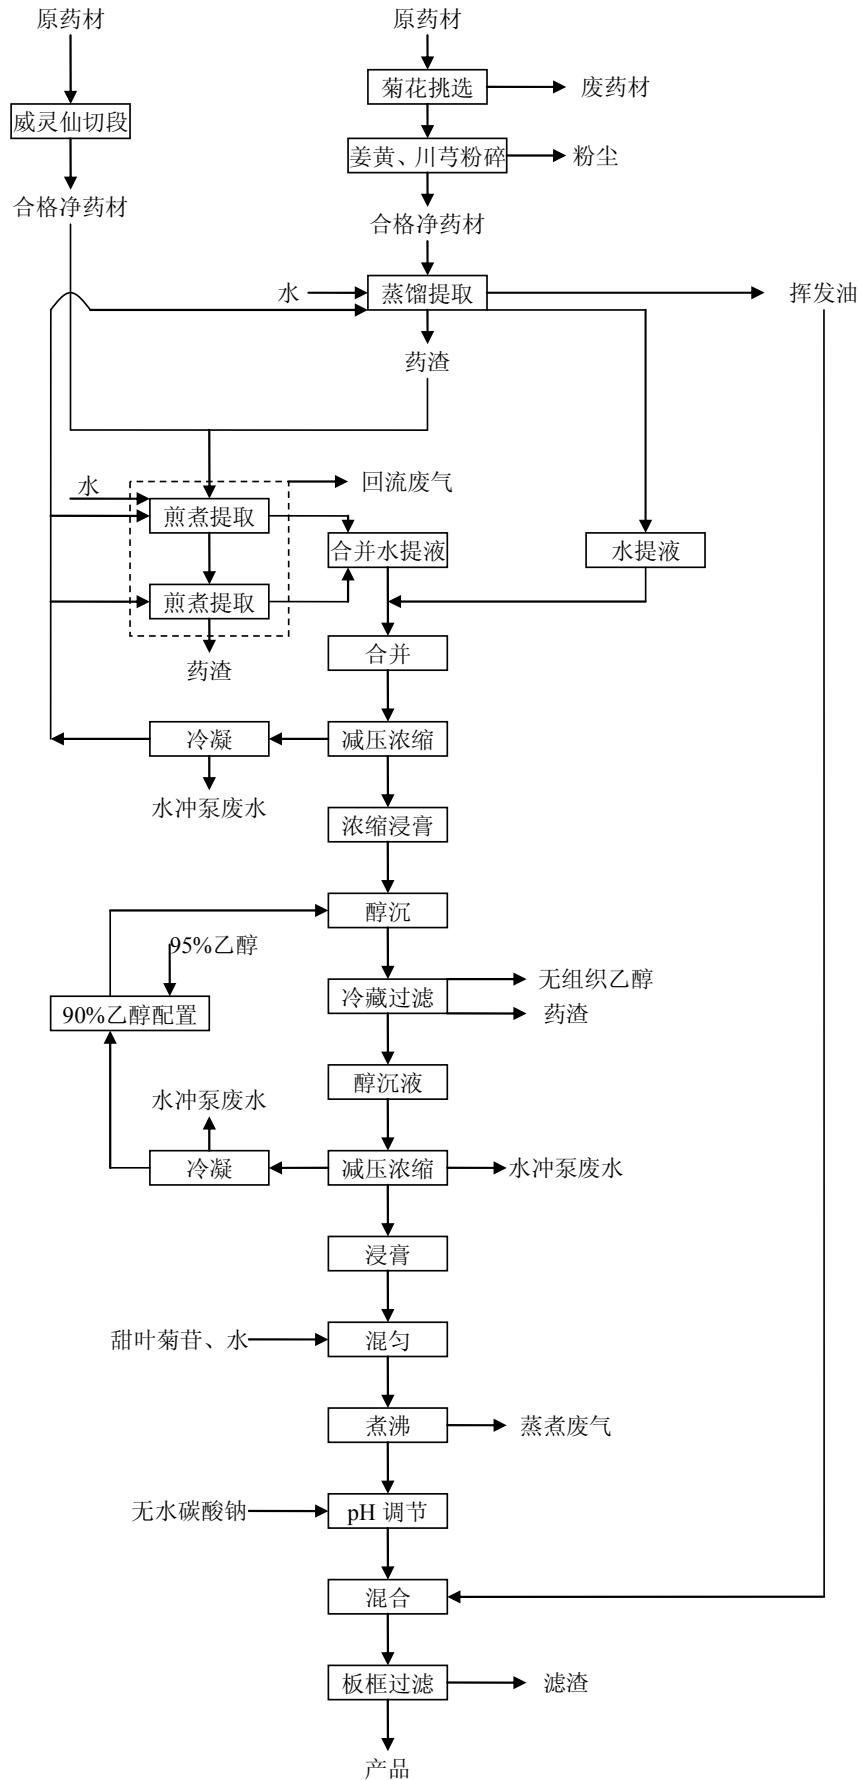 原药材
原药材
菊花挑选
废药材
威灵仙切段
姜黄、川芎粉碎
粉尘
合格净药材
合格净药材
水
蒸馏提取
挥发油
药渣
水
回流废气
煎煮提取
合并水提液
水提液
煎煮提取
药渣
合并
冷凝
减压浓缩
水冲泵废水
浓缩浸膏
醇沉
95%乙醇
无组织乙醇
冷藏过滤
90%乙醇配置
药渣
醇沉液
水冲泵废水
冷凝
减压浓缩
水冲泵废水
浸膏
甜叶菊苷、水
混匀
煮沸
蒸煮废气
无水碳酸钠
pH 调节
混合
板框过滤
滤渣
产品